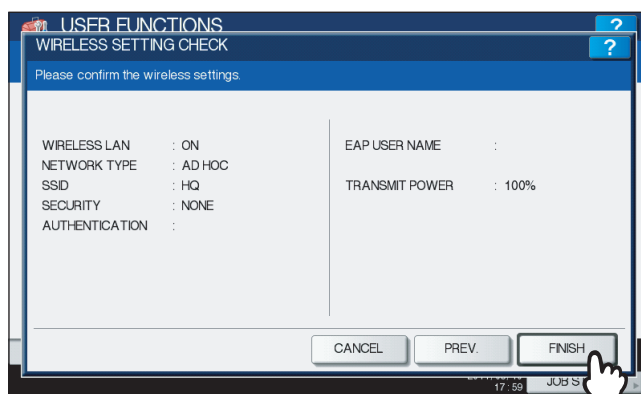 USER FUNCTIONS
?
WIRELESS SETTING CHECK
?
Please confirm the wireless settings.
WIRELESS LAN : ON
NETWORK TYPE : AD HOC
SSID : HQ
SECURITY : NONE
AUTHENTICATION :
EAP USER NAME :
TRANSMIT POWER : 100%
CANCEL
PREV.
FINISH
17 : 59
JOB S